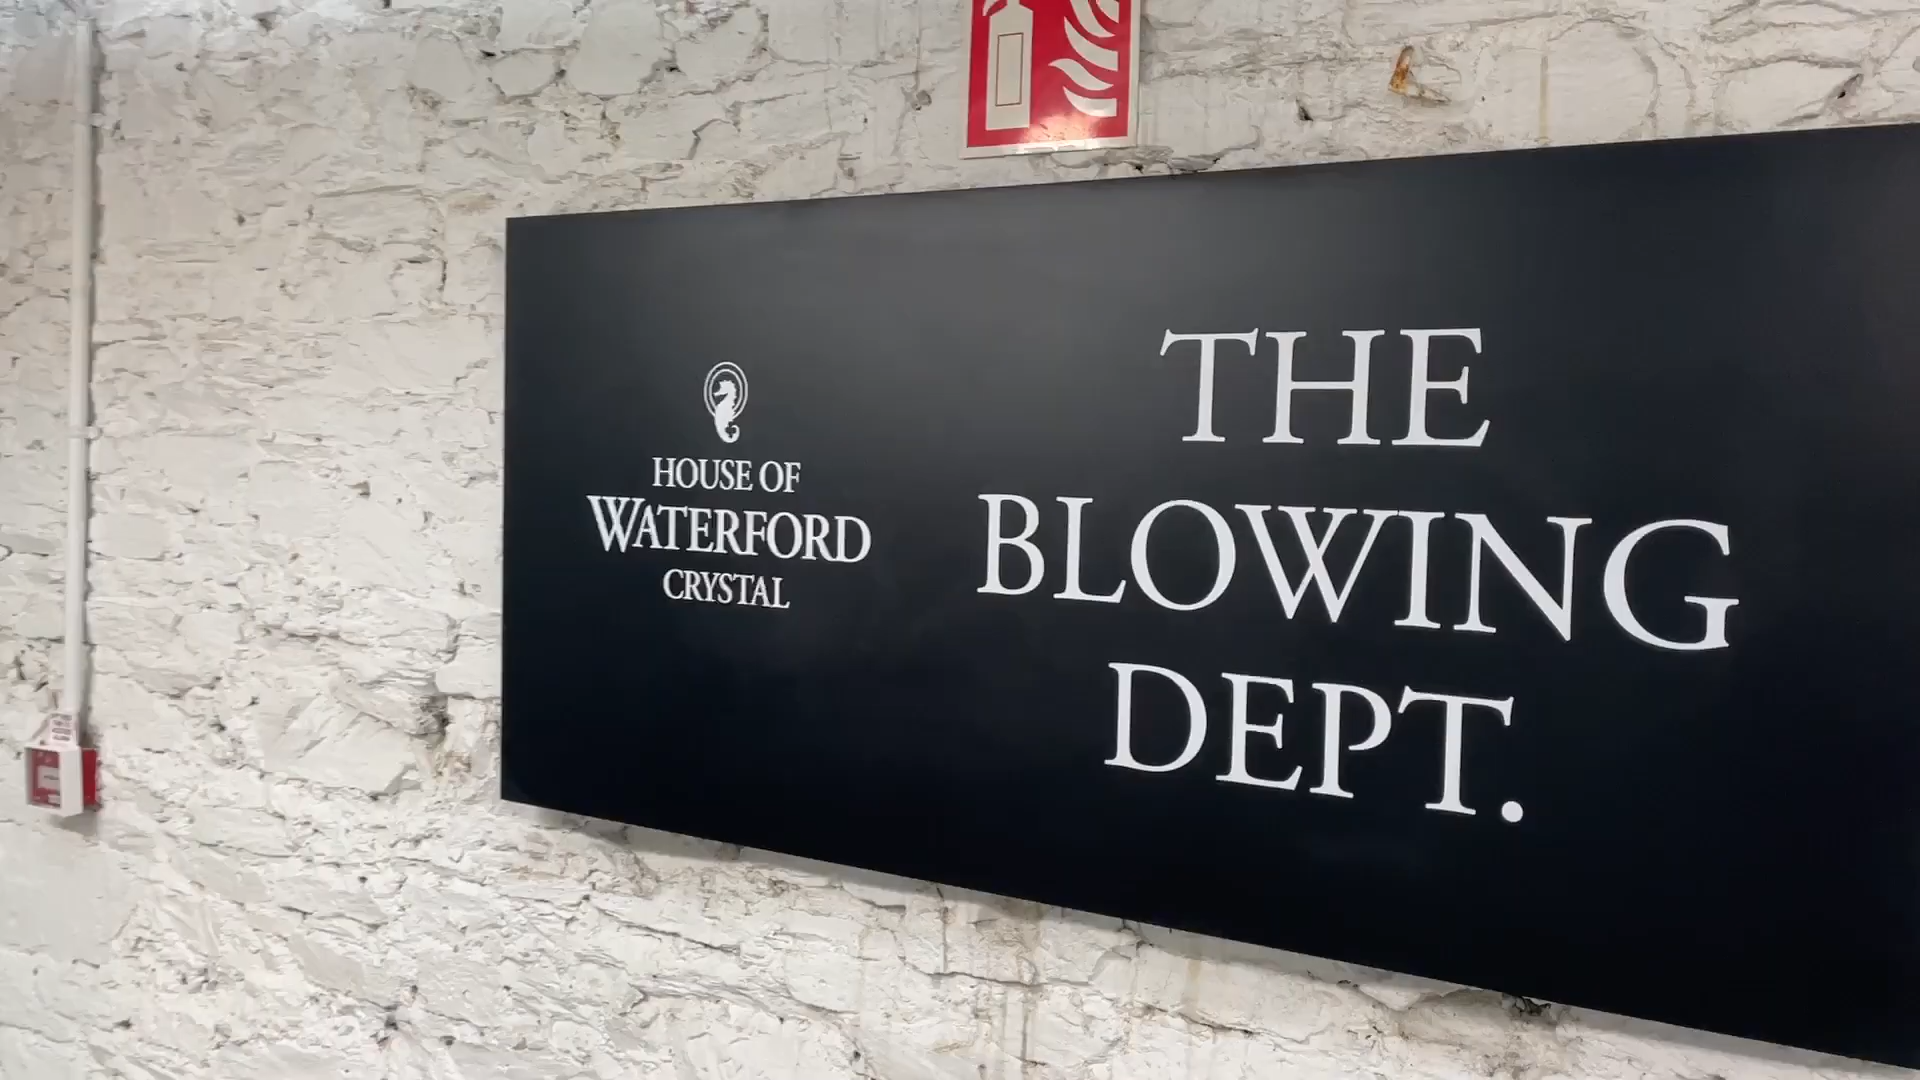 HOUSE OF
WATERFORD
CRYSTAL
THE
BLOWING
DEPT.